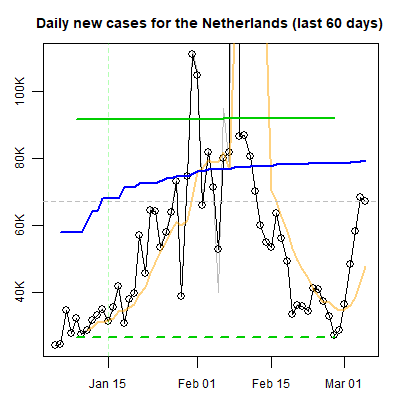 Daily new cases for the Netherlands (last 60 days)
100K
80K
60K
40K
Jan 15
Feb 01
Feb 15
Mar 01